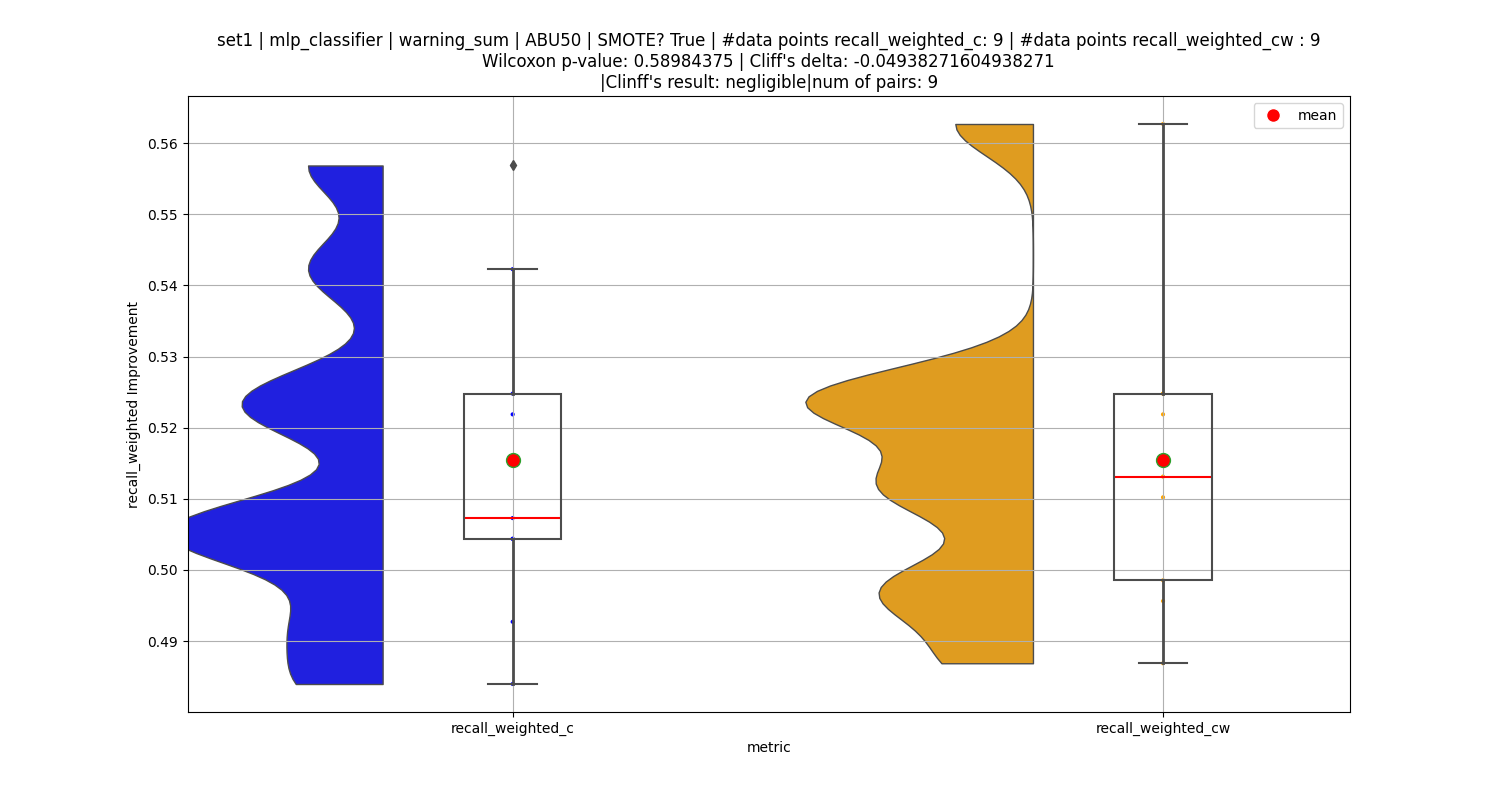 set1 | mlp_classifier | warning_sum | ABU50 | SMOTE? True | #data points recall_weighted_c: 9 | #data points recall_weighted_cw : 9
Wilcoxon p-value: 0.58984375 | Cliff's delta: -0.04938271604938271
|Clinff's result: negligible|num of pairs: 9
mean
0.56
0.55
0.54
0.53
0.52
0.51
0.50
0.49
recall_weighted Improvement
recall_weighted_c
recall_weighted_cw
metric